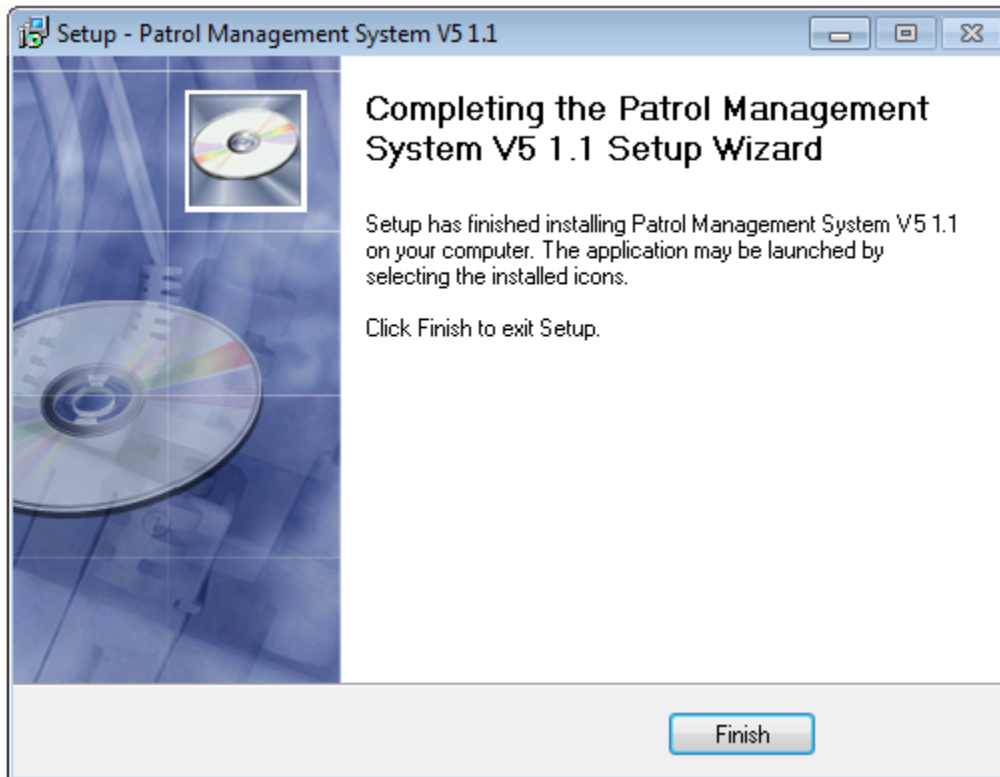 Setup - Patrol Management System V5 1.1
Completing the Patrol Management
System V5 1.1 Setup Wizard
Setup has finished installing Patrol Management System V5 1.1
on your computer. The application may be launched by
selecting the installed icons.
Click Finish to exit Setup.
Finish